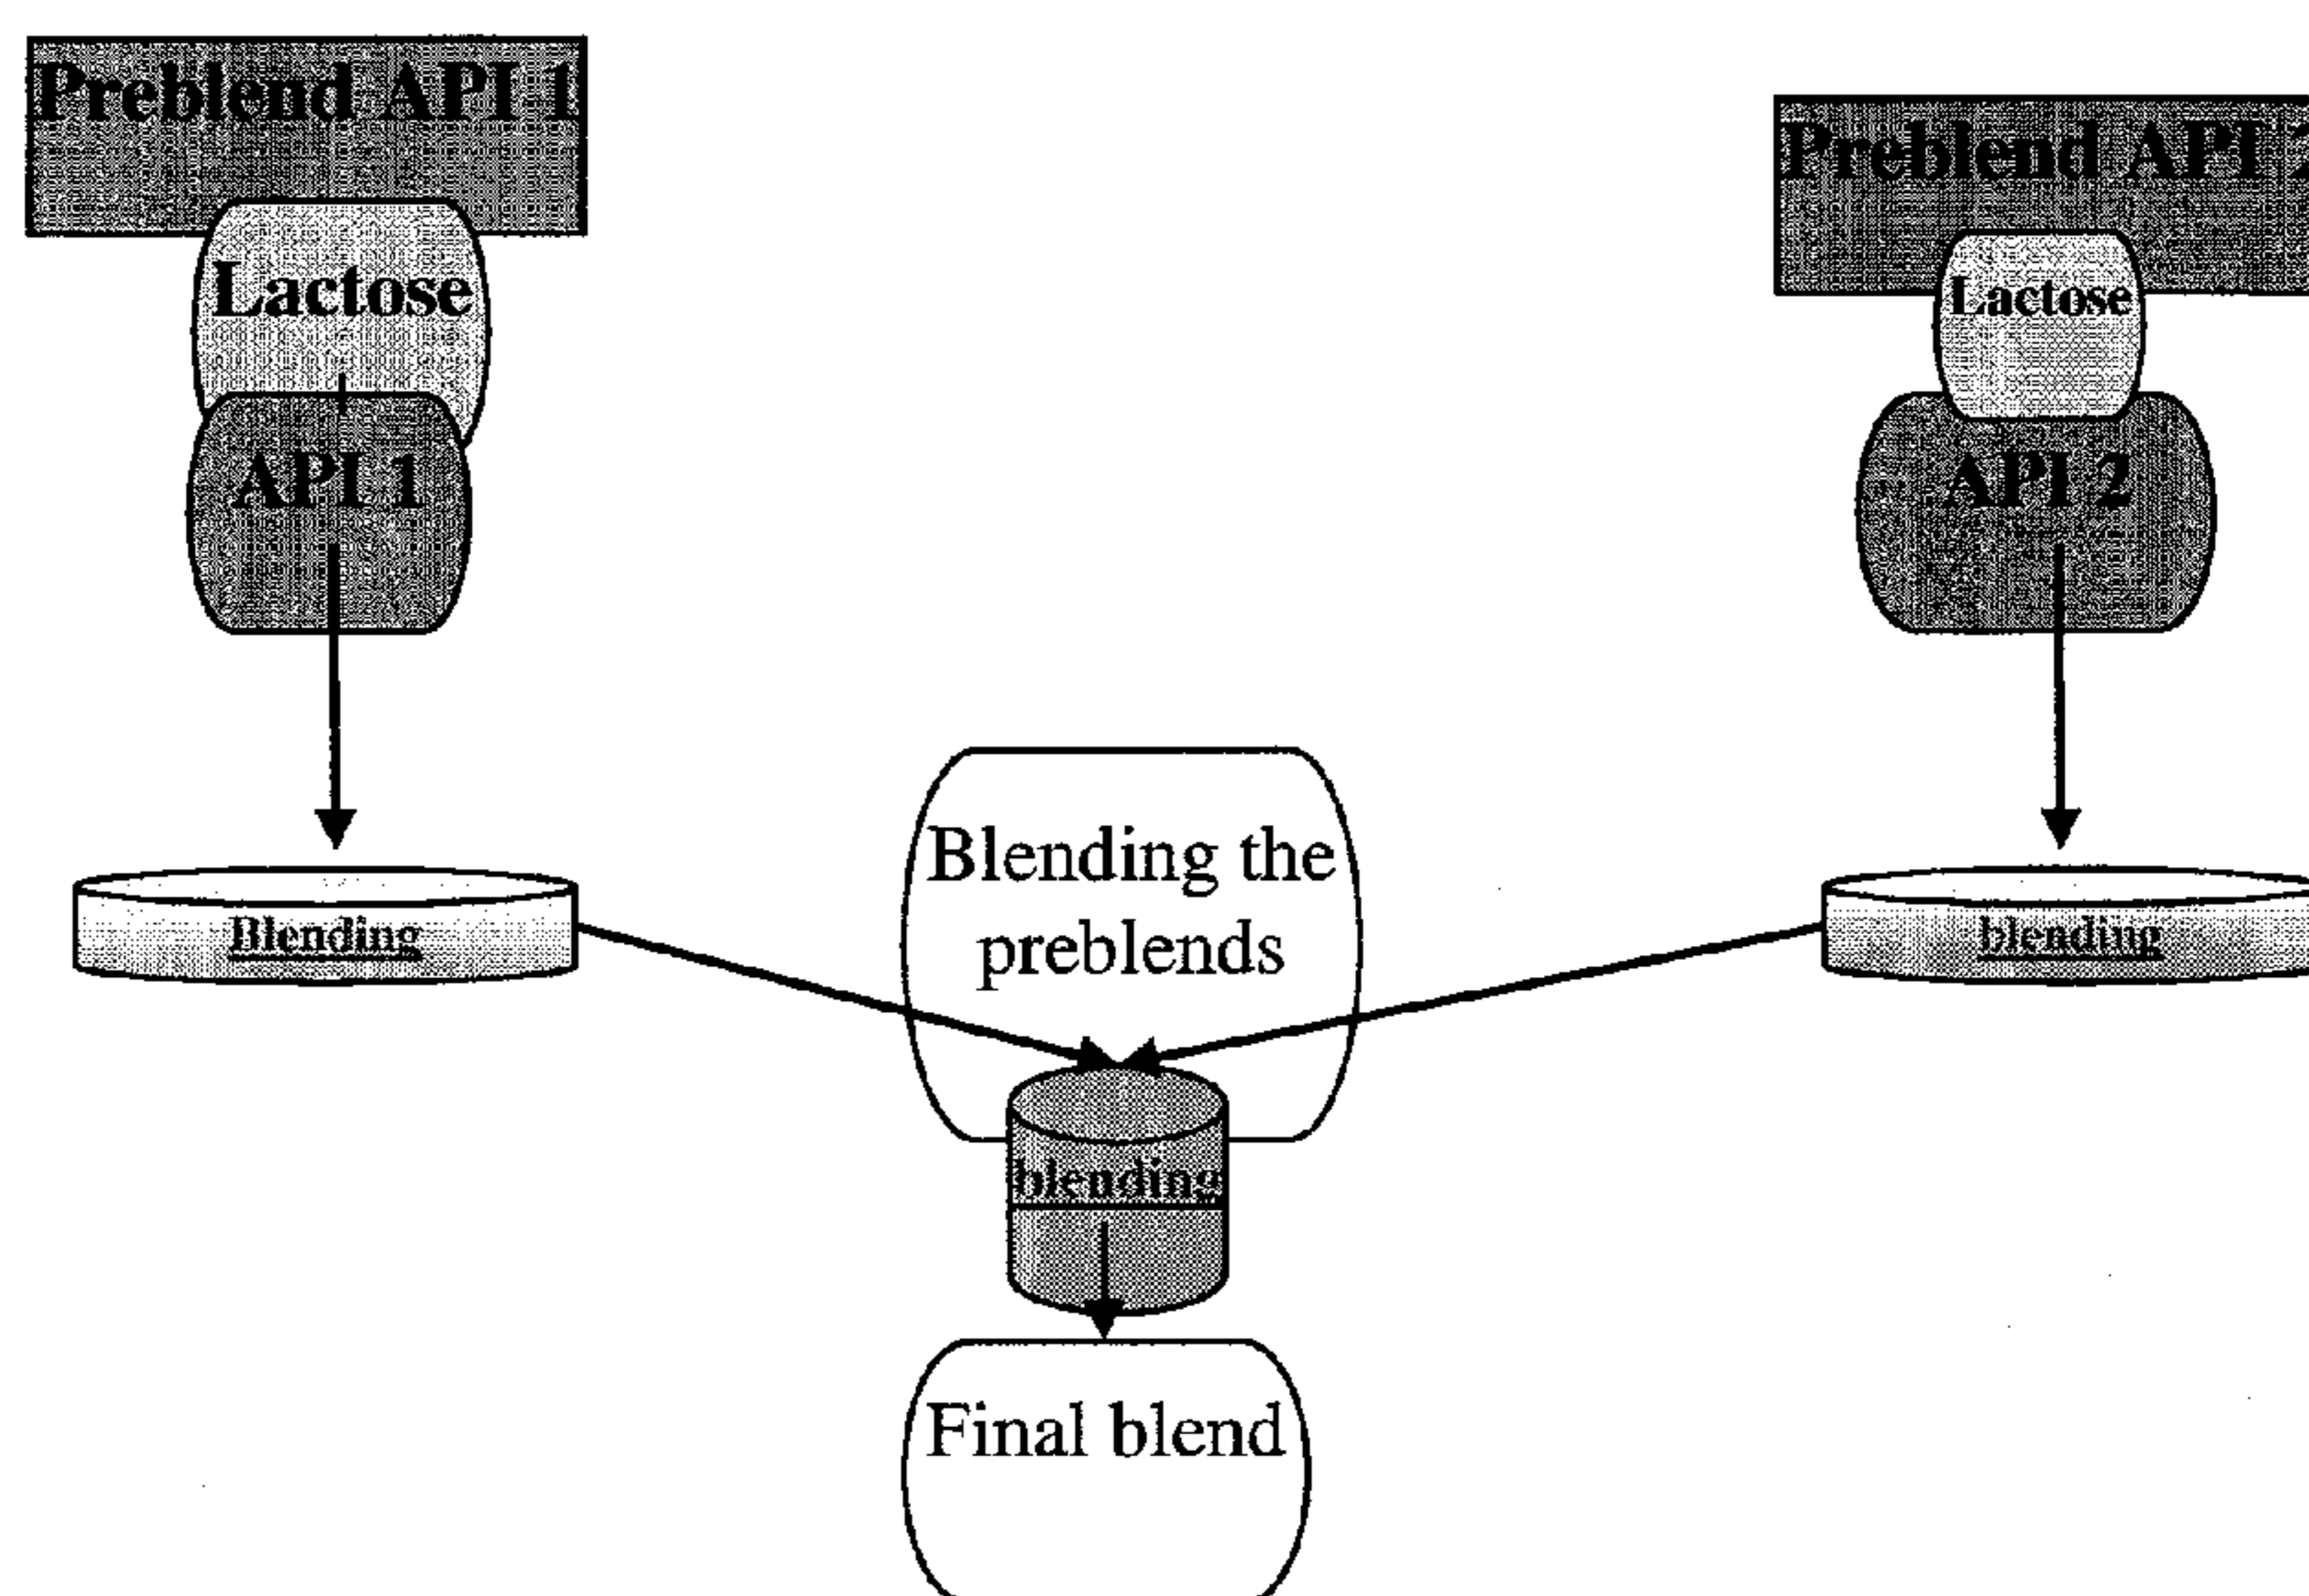 Preblend API 1
Preblend API 2
Lactose
Lactose
API 1
API 2
Blending the
preblends
Blending
blending
blending
Final blend